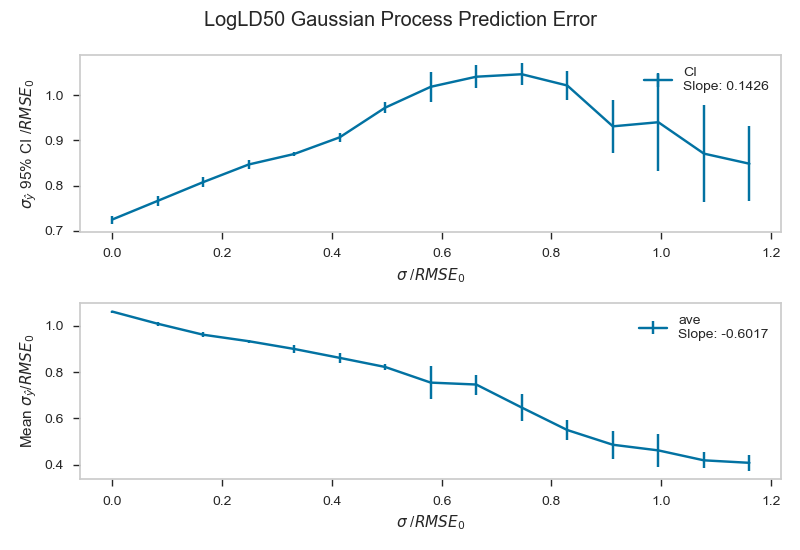 LogLD50 Gaussian Process Prediction Error
σŷ 95% CI /RMSE₀
1.0
0.9
0.8
0.7
CI
Slope: 0.1426
0.0 0.2 0.4 0.6 0.8 1.0 1.2
σ /RMSE₀
Mean σŷ/RMSE₀
1.0
0.8
0.6
0.4
ave
Slope: -0.6017
0.0 0.2 0.4 0.6 0.8 1.0 1.2
σ /RMSE₀